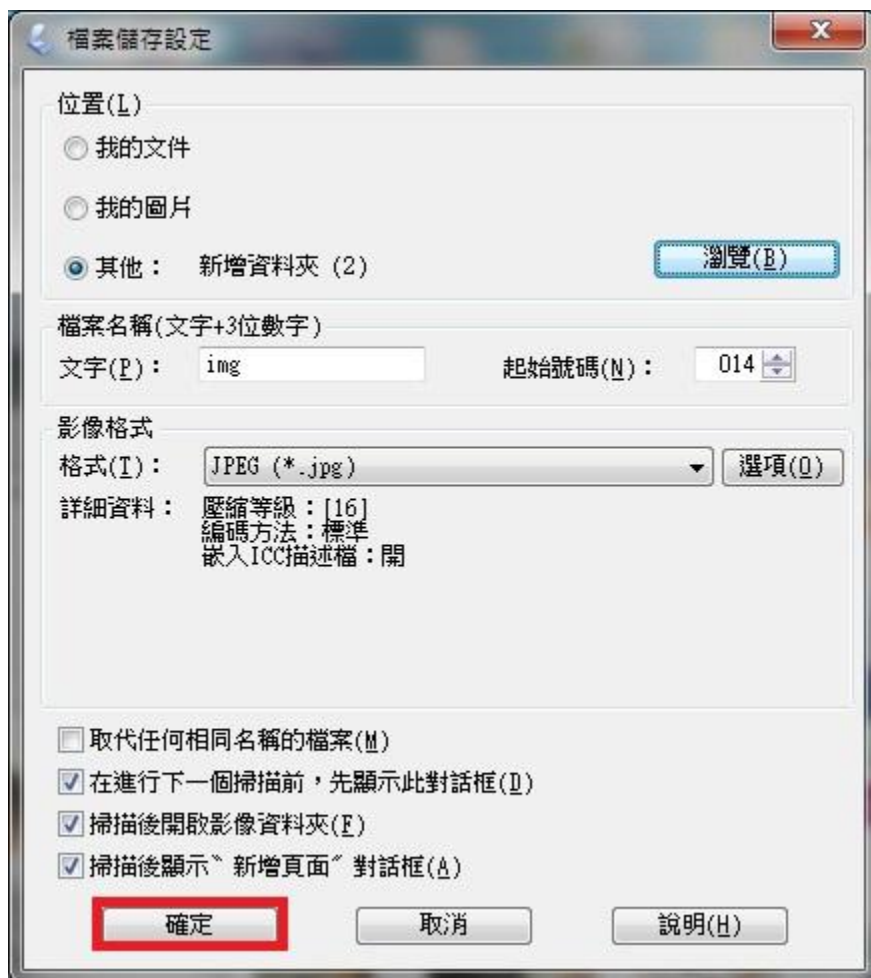 檔案儲存設定
位置(L)
我的文件
我的圖片
其他： 新增資料夾 (2) 瀏覽(B)
檔案名稱(文字+3位數字)
文字(P)： img 起始號碼(N)： 014
影像格式
格式(T)： JPEG (*.jpg) 選項(O)
詳細資料： 壓縮等級：[16]
編碼方法：標準
嵌入ICC描述檔：開
取代任何相同名稱的檔案(M)
在進行下一個掃描前，先顯示此對話框(D)
掃描後開啟影像資料夾(F)
掃描後顯示〝新增頁面〞對話框(A)
確定 取消 說明(H)